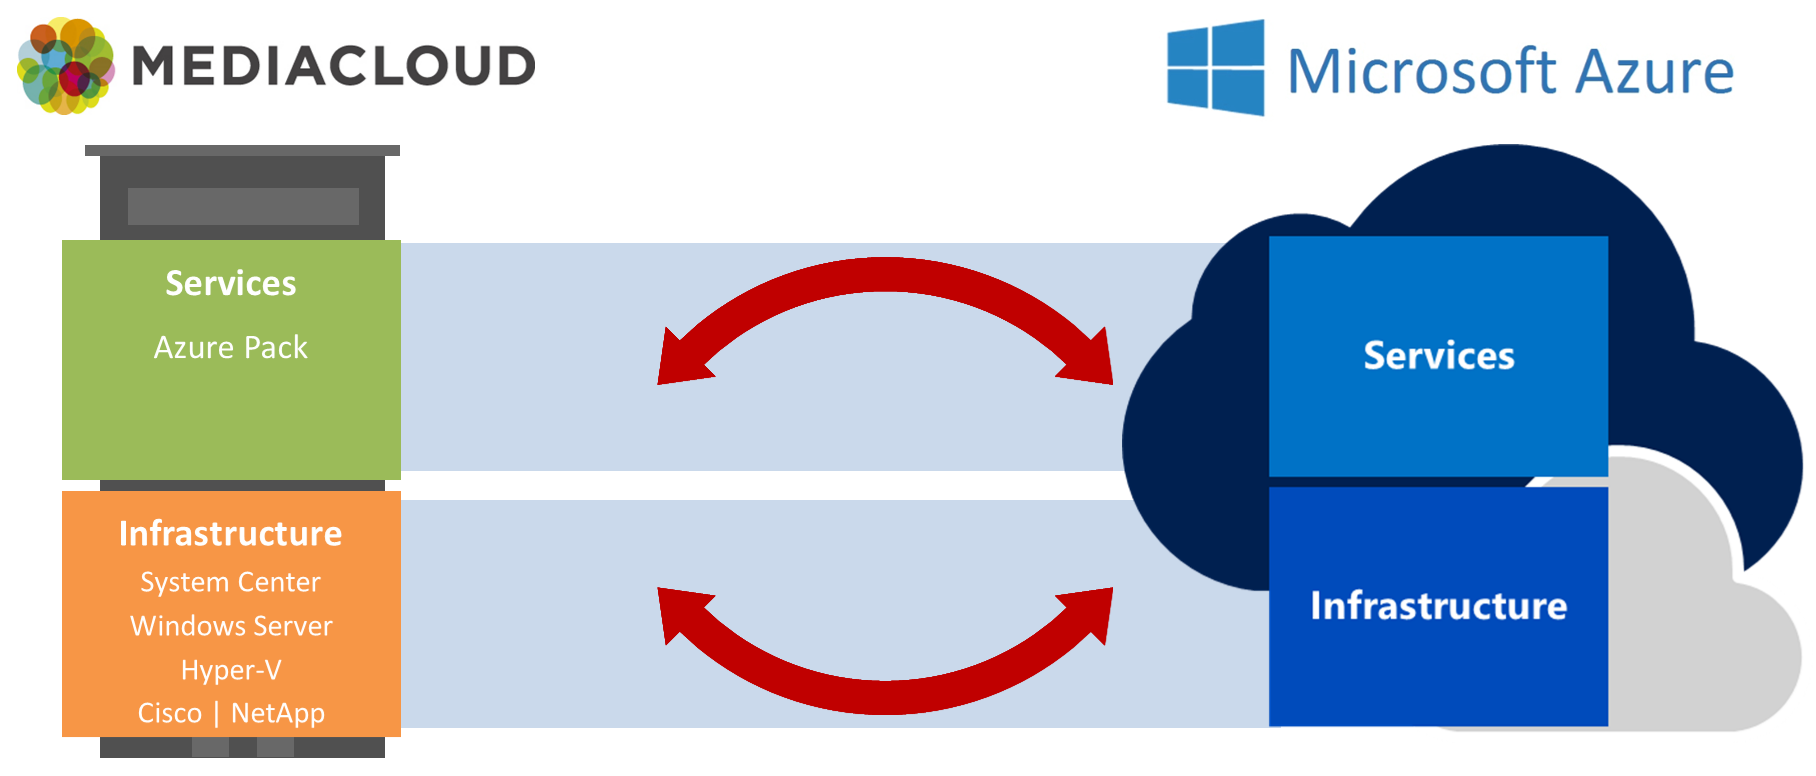 MEDIACLOUD
Microsoft Azure
Services
Azure Pack
Services
Infrastructure
System Center
Windows Server
Hyper-V
Cisco | NetApp
Infrastructure